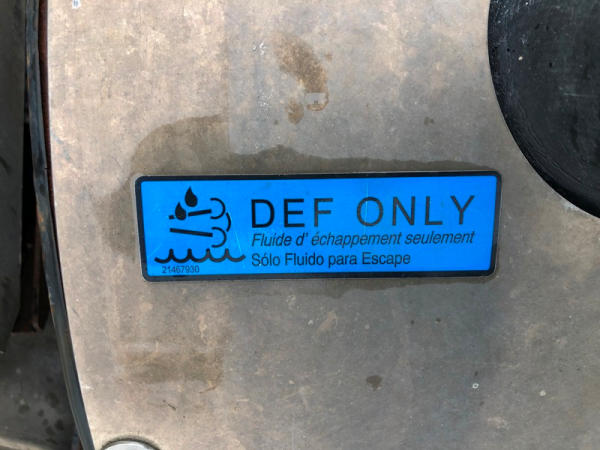 DEF ONLY
Fluide d' échappement seulement
Sólo Fluido para Escape
21467930